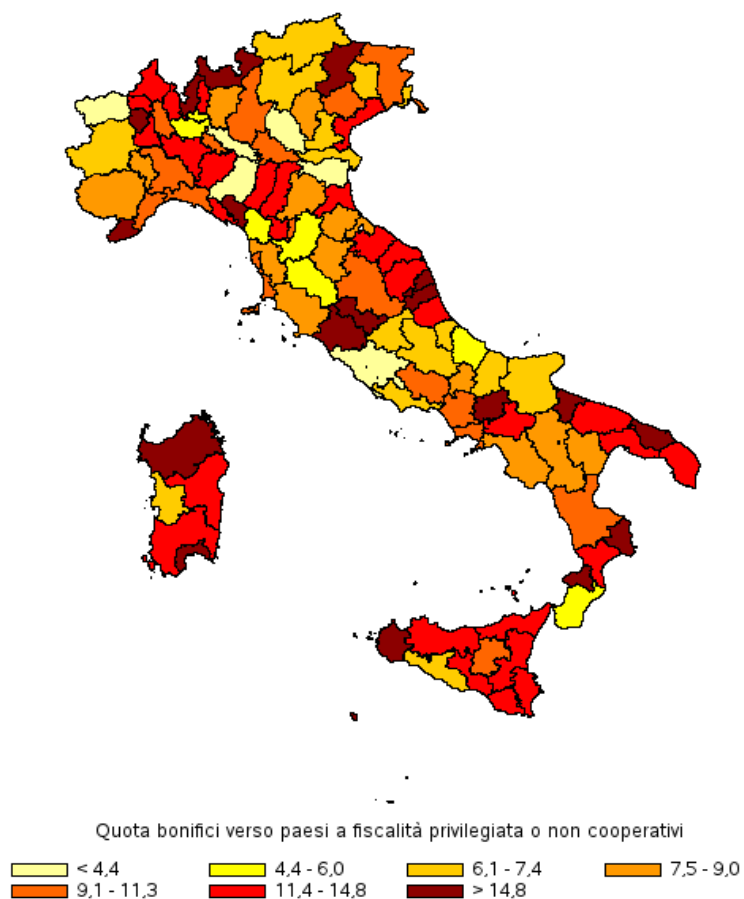 Quota bonifici verso paesi a fiscalità privilegiata o non cooperativi
< 4,4 4,4 - 6,0 6,1 - 7,4 7,5 - 9,0
9,1 - 11,3 11,4 - 14,8 > 14,8